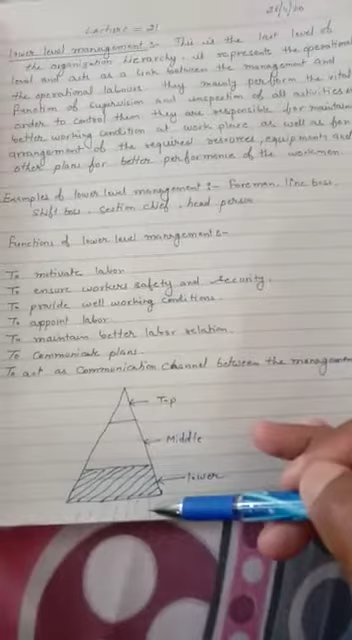 Lecture = 21
Lower level management :- This is the last level of
the organization hierarchy. it represents the operational
level and acts as a link between the management and
the operational labours they mainly perform the vital
function of supervision and inspection of all activities in
order to control them they are responsible for maintain
better working condition at work place as well as for
arrangement of the required resources, equipments and
other plans for better performance of the workmen.
Examples of lower level management :- Foreman, line boss
shift boss, section chief, head person
Functions of lower level management :-
To motivate labor
To ensure workers safety and security.
To provide well working conditions.
To appoint labor
To maintain better labor relation.
To communicate plans.
To act as communication channel between the management
Top
Middle
lower